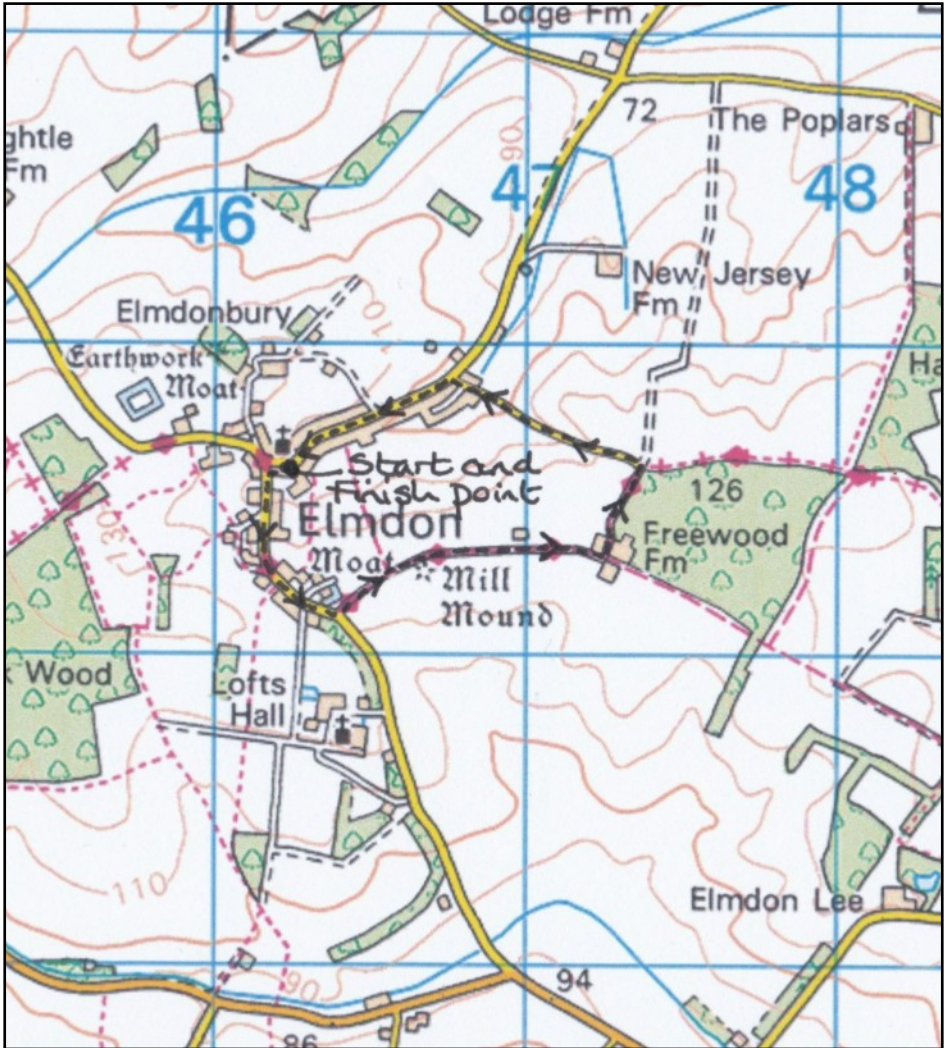 Lodge Fm
72
The Poplars
ghtle
Fm
90
46
47
48
New Jersey
Fm
Elmdonbury
10
Earthwork
Moat
Ha
Start and
Finish point
126
Elmdon
130
Freewood
Fm
Moat
Mill
Mound
k Wood
Lofts
Hall
110
Elmdon Lee
94
90
86